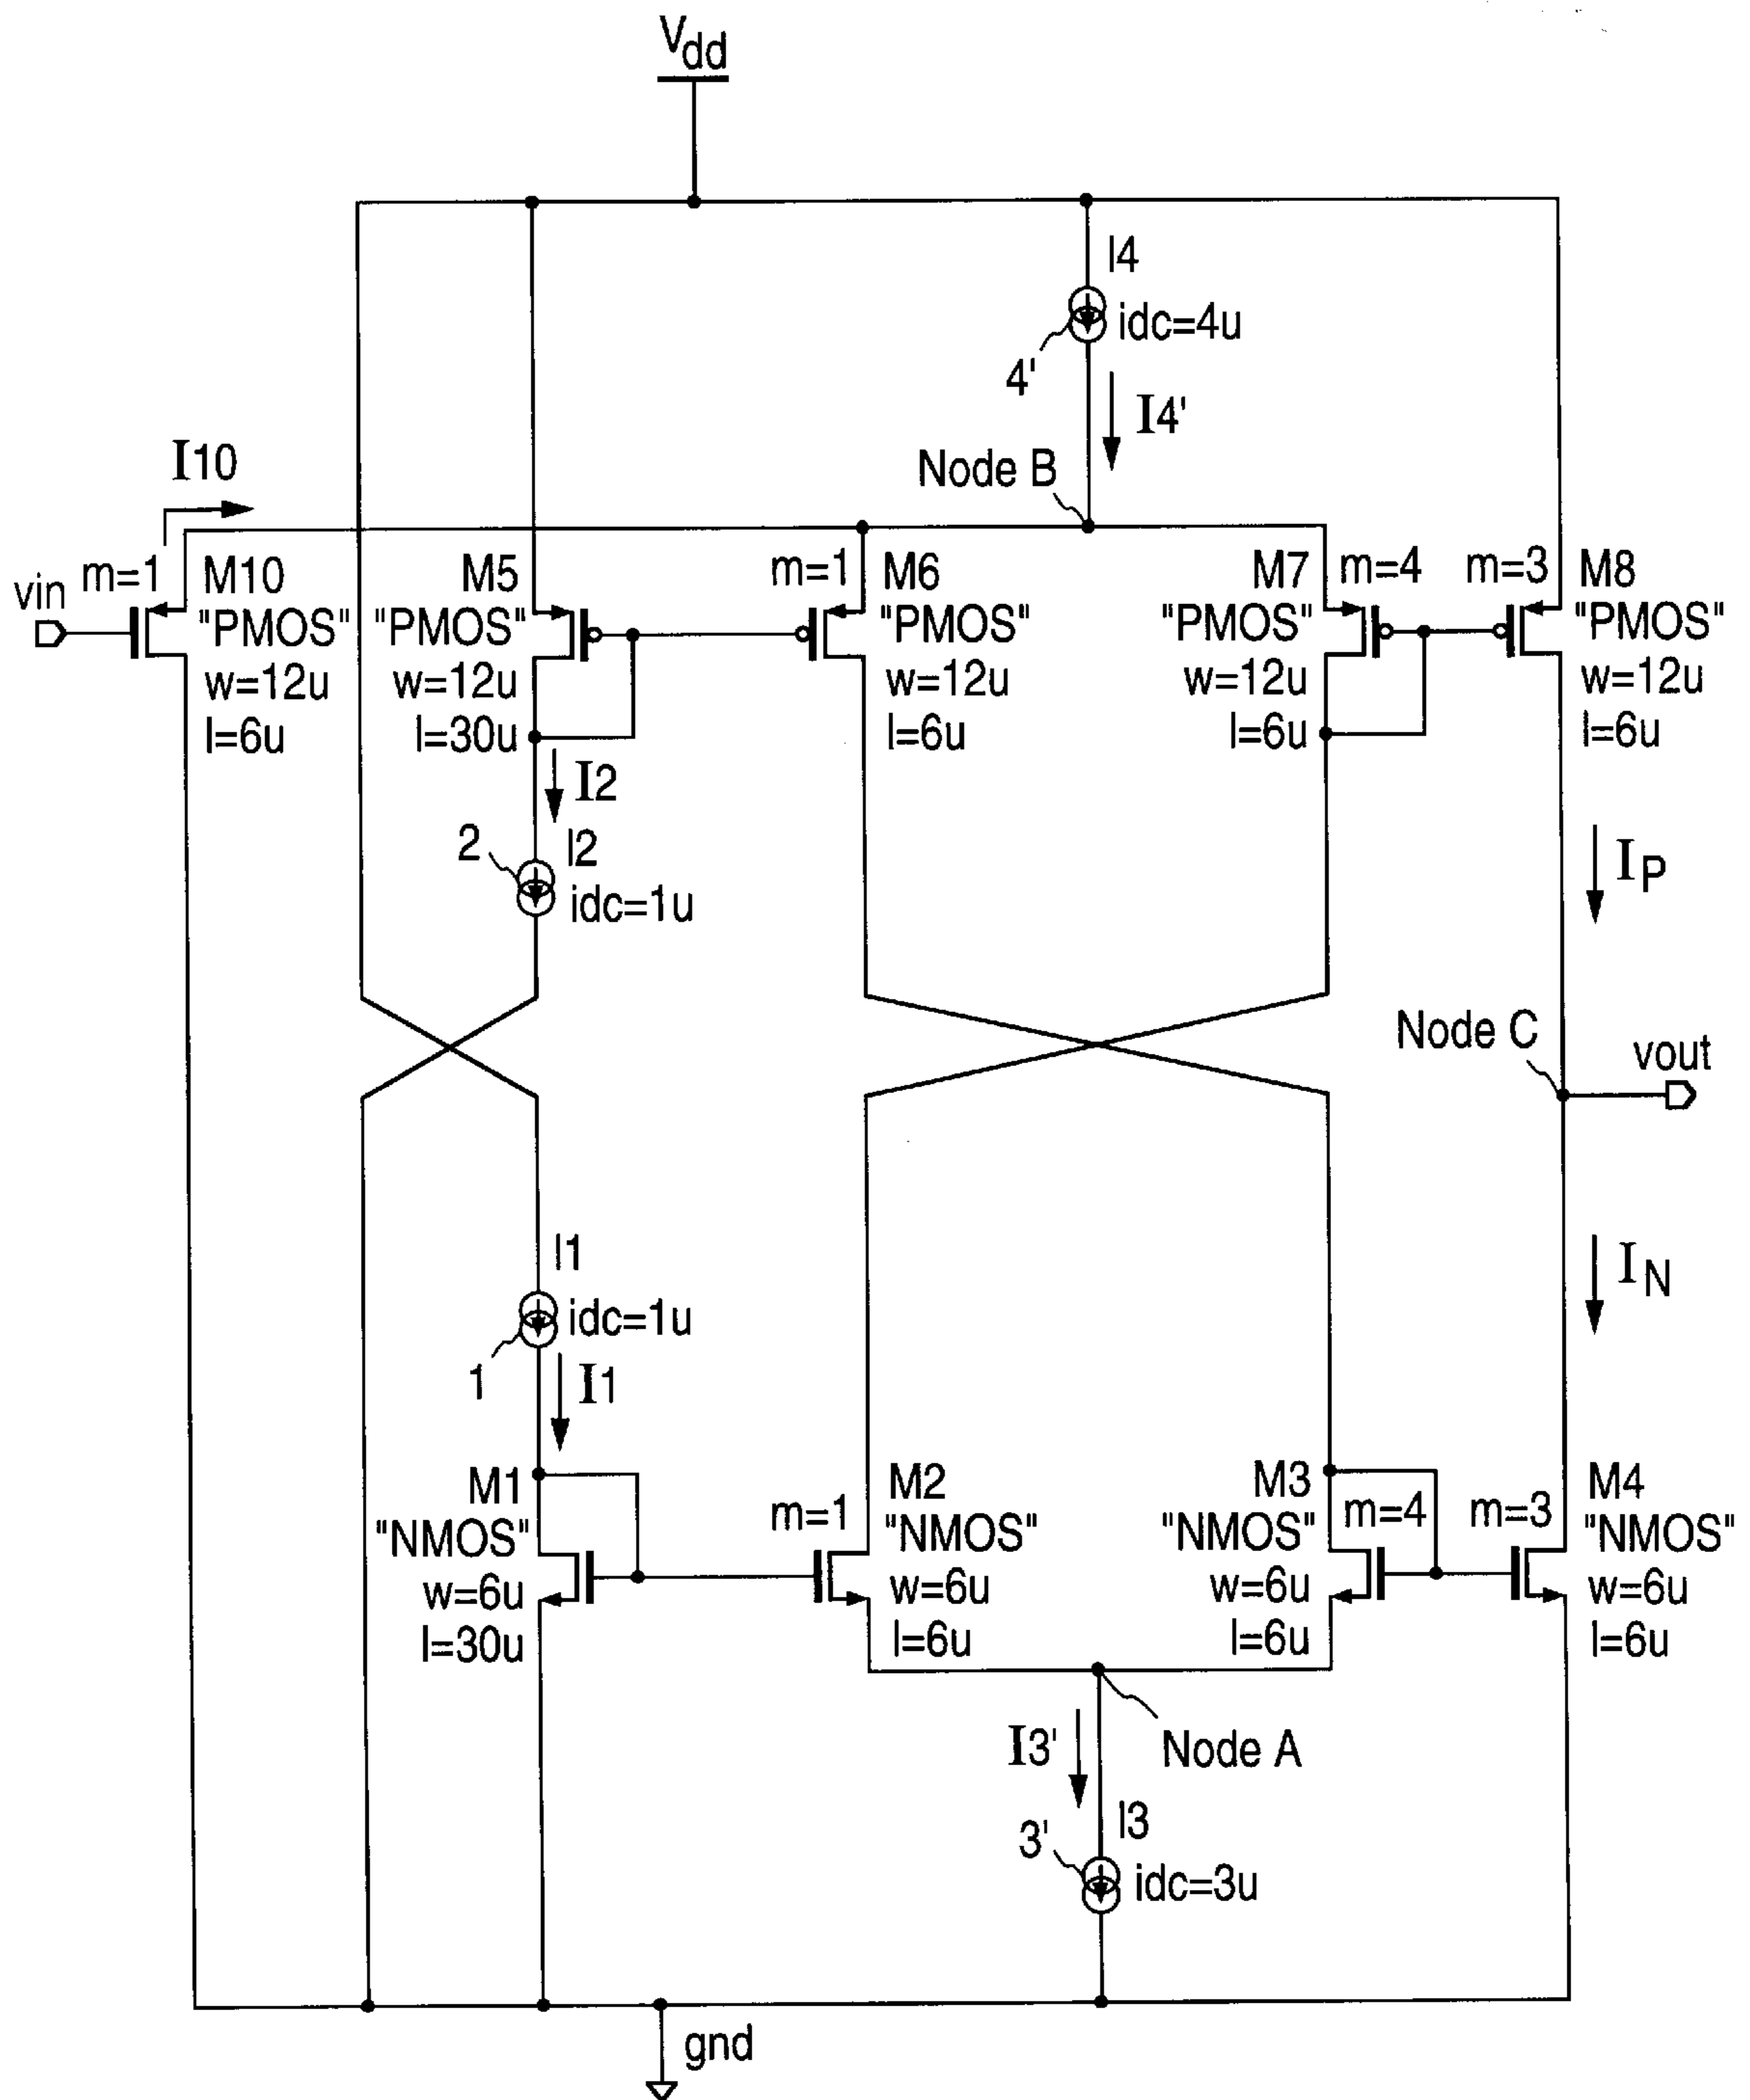 Vdd
I4
idc=4u
4'
I4'
Node B
I10
vin
m=1
M10
"PMOS"
w=12u
l=6u
M5
"PMOS"
w=12u
l=30u
m=1
M6
"PMOS"
w=12u
l=6u
M7
"PMOS"
w=12u
l=6u
m=4
m=3
M8
"PMOS"
w=12u
l=6u
I2
2
I2
idc=1u
IP
Node C
vout
I1
idc=1u
1
I1
IN
M1
"NMOS"
w=6u
l=30u
m=1
M2
"NMOS"
w=6u
l=6u
M3
"NMOS"
w=6u
l=6u
m=4
m=3
M4
"NMOS"
w=6u
l=6u
I3'
Node A
3'
I3
idc=3u
gnd